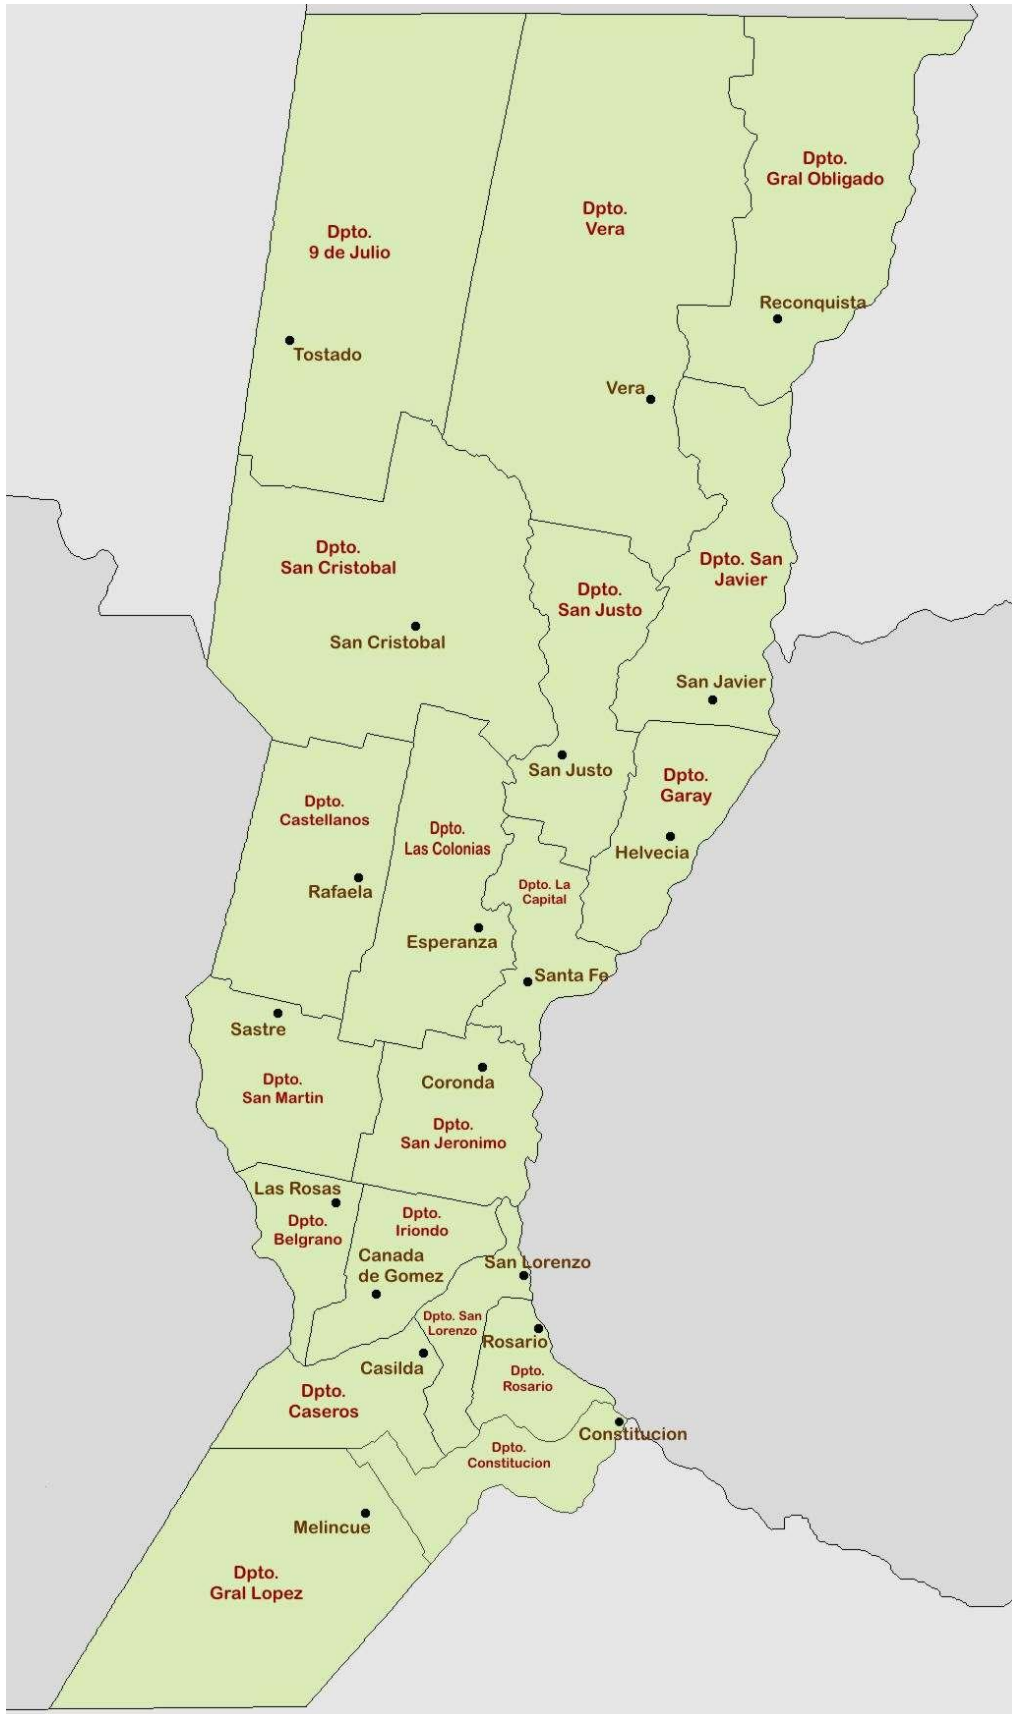 Dpto.
Gral Obligado
Dpto.
Vera
Dpto.
9 de Julio
Reconquista
Tostado
Vera
Dpto.
San Cristobal
Dpto. San
Javier
Dpto.
San Justo
San Cristobal
San Javier
San Justo
Dpto.
Garay
Dpto.
Castellanos
Dpto.
Las Colonias
Helvecia
Rafaela
Dpto. La
Capital
Esperanza
Santa Fe
Sastre
Coronda
Dpto.
San Martin
Dpto.
San Jeronimo
Las Rosas
Dpto.
Belgrano
Dpto.
Iriondo
Canada
de Gomez
San Lorenzo
Dpto. San
Lorenzo
Rosario
Casilda
Dpto.
Rosario
Dpto.
Caseros
Constitucion
Dpto.
Constitucion
Melincue
Dpto.
Gral Lopez